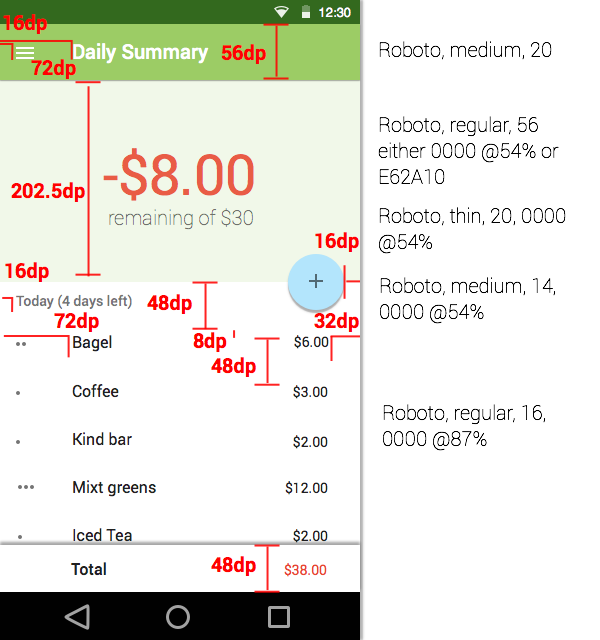 12:30
16dp
Daily Summary
56dp
72dp
Roboto, medium, 20
Roboto, regular, 56
either 0000 @54% or
E62A10
-$8.00
202.5dp
remaining of $30
Roboto, thin, 20, 0000
@54%
16dp
16dp
Roboto, medium, 14,
0000 @54%
Today (4 days left)
48dp
72dp
32dp
8dp
Bagel
$6.00
48dp
Coffee
$3.00
Roboto, regular, 16,
0000 @87%
Kind bar
$2.00
Mixt greens
$12.00
Iced Tea
$2.00
Total
48dp
$38.00